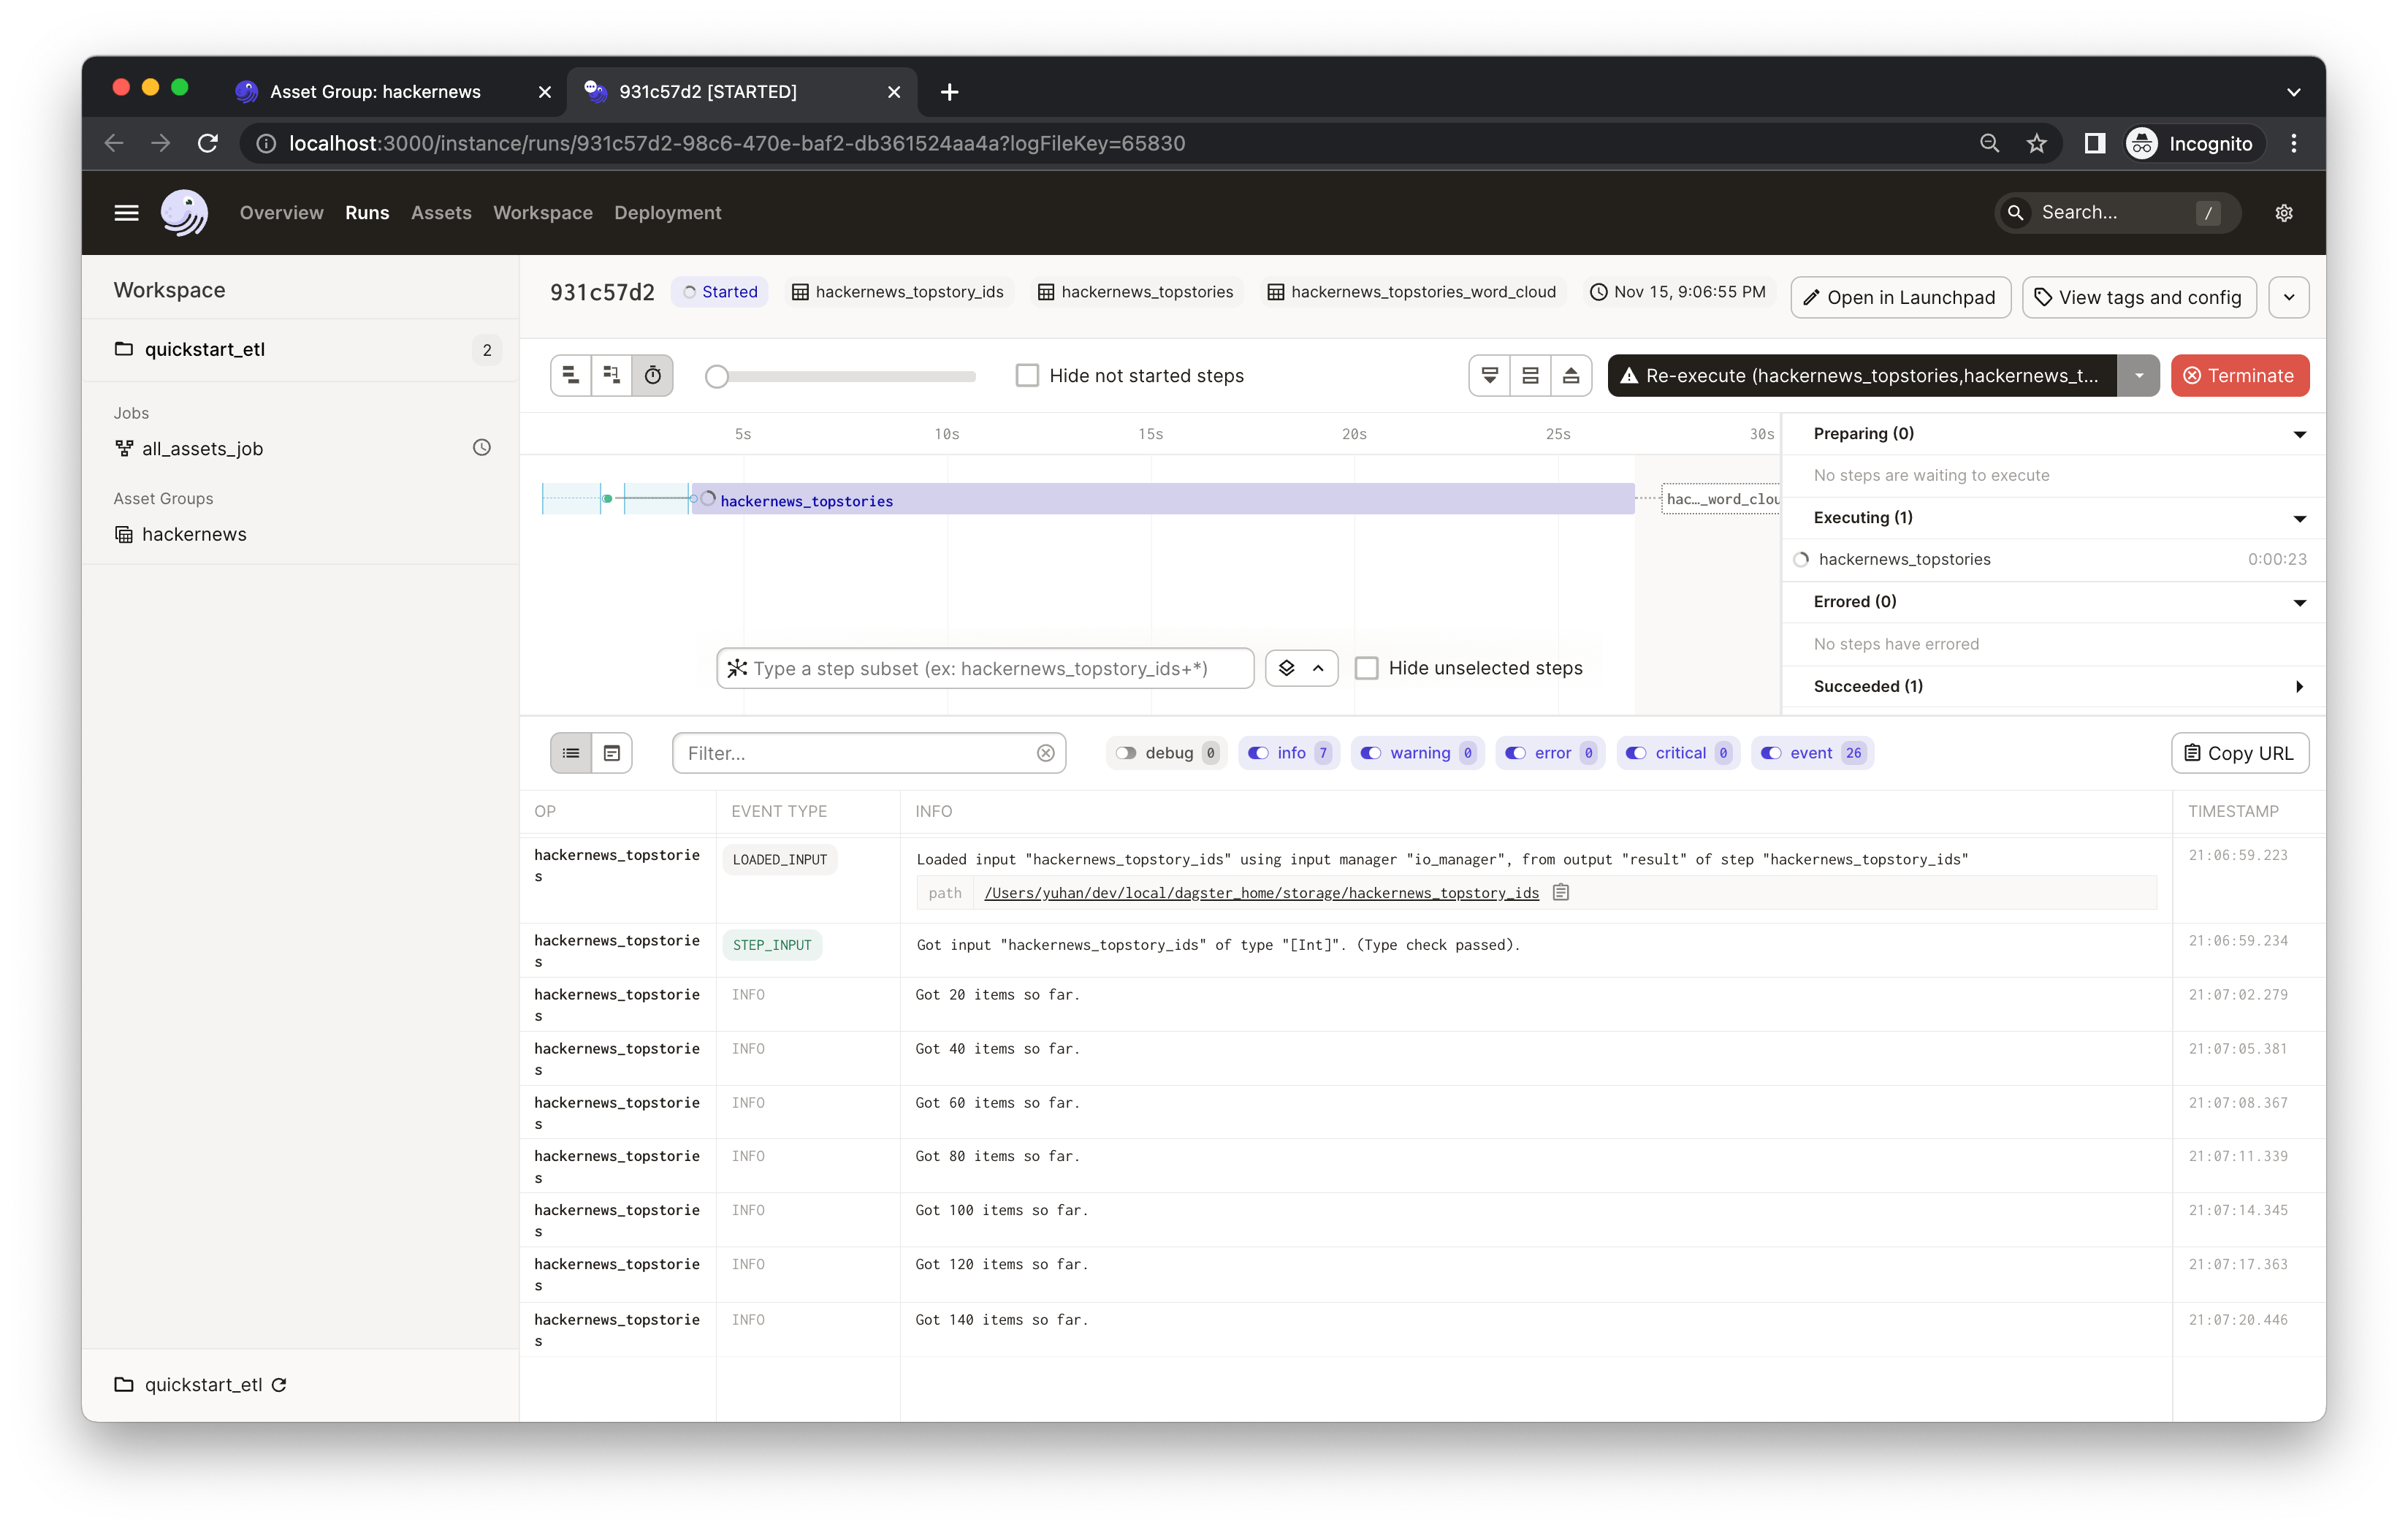 Asset Group: hackernews
931c57d2 [STARTED]
localhost:3000/instance/runs/931c57d2-98c6-470e-baf2-db361524aa4a?logFileKey=65830
Incognito
Overview Runs Assets Workspace Deployment
Search... /
Workspace
quickstart_etl 2
Jobs
all_assets_job
Asset Groups
hackernews
quickstart_etl
931c57d2 Started hackernews_topstory_ids hackernews_topstories hackernews_topstories_word_cloud Nov 15, 9:06:55 PM Open in Launchpad View tags and config
Hide not started steps Re-execute (hackernews_topstories,hackernews_t... Terminate
5s 10s 15s 20s 25s 30s
hackernews_topstories hac…_word_clou
Type a step subset (ex: hackernews_topstory_ids+*) Hide unselected steps
Preparing (0)
No steps are waiting to execute
Executing (1)
hackernews_topstories 0:00:23
Errored (0)
No steps have errored
Succeeded (1)
Filter... debug 0 info 7 warning 0 error 0 critical 0 event 26 Copy URL
OP EVENT TYPE INFO TIMESTAMP
hackernews_topstorie LOADED_INPUT Loaded input "hackernews_topstory_ids" using input manager "io_manager", from output "result" of step "hackernews_topstory_ids" 21:06:59.223
s
path /Users/yuhan/dev/local/dagster_home/storage/hackernews_topstory_ids
hackernews_topstorie STEP_INPUT Got input "hackernews_topstory_ids" of type "[Int]". (Type check passed). 21:06:59.234
s
hackernews_topstorie INFO Got 20 items so far. 21:07:02.279
s
hackernews_topstorie INFO Got 40 items so far. 21:07:05.381
s
hackernews_topstorie INFO Got 60 items so far. 21:07:08.367
s
hackernews_topstorie INFO Got 80 items so far. 21:07:11.339
s
hackernews_topstorie INFO Got 100 items so far. 21:07:14.345
s
hackernews_topstorie INFO Got 120 items so far. 21:07:17.363
s
hackernews_topstorie INFO Got 140 items so far. 21:07:20.446
s